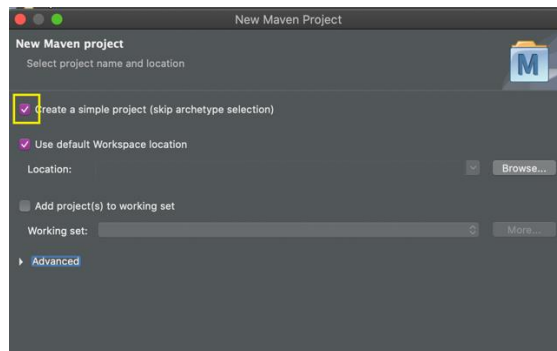 New Maven Project
New Maven project
Select project name and location
M
Create a simple project (skip archetype selection)
Use default Workspace location
Location:
Browse...
Add project(s) to working set
Working set:
More...
Advanced